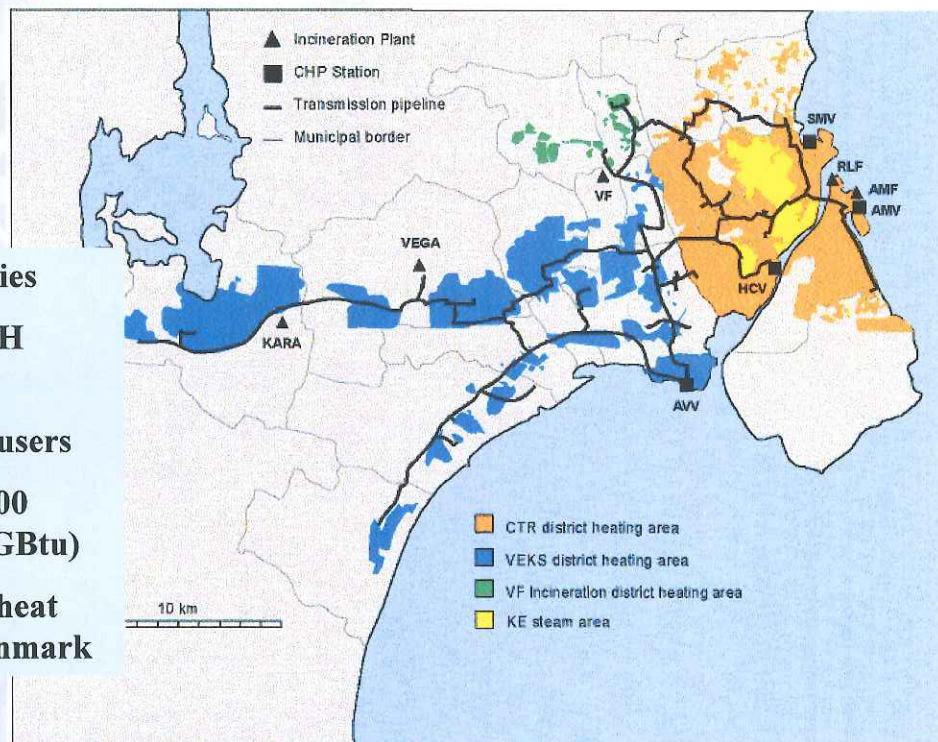 Incineration Plant
CHP Station
Transmission pipeline
Municipal border
SMV
RLF
AMF
AMV
VF
VEGA
HCV
KARA
AVV
ies
H
users
00
GBtu)
heat
nmark
10 km
CTR district heating area
VEKS district heating area
VF Incineration district heating area
KE steam area